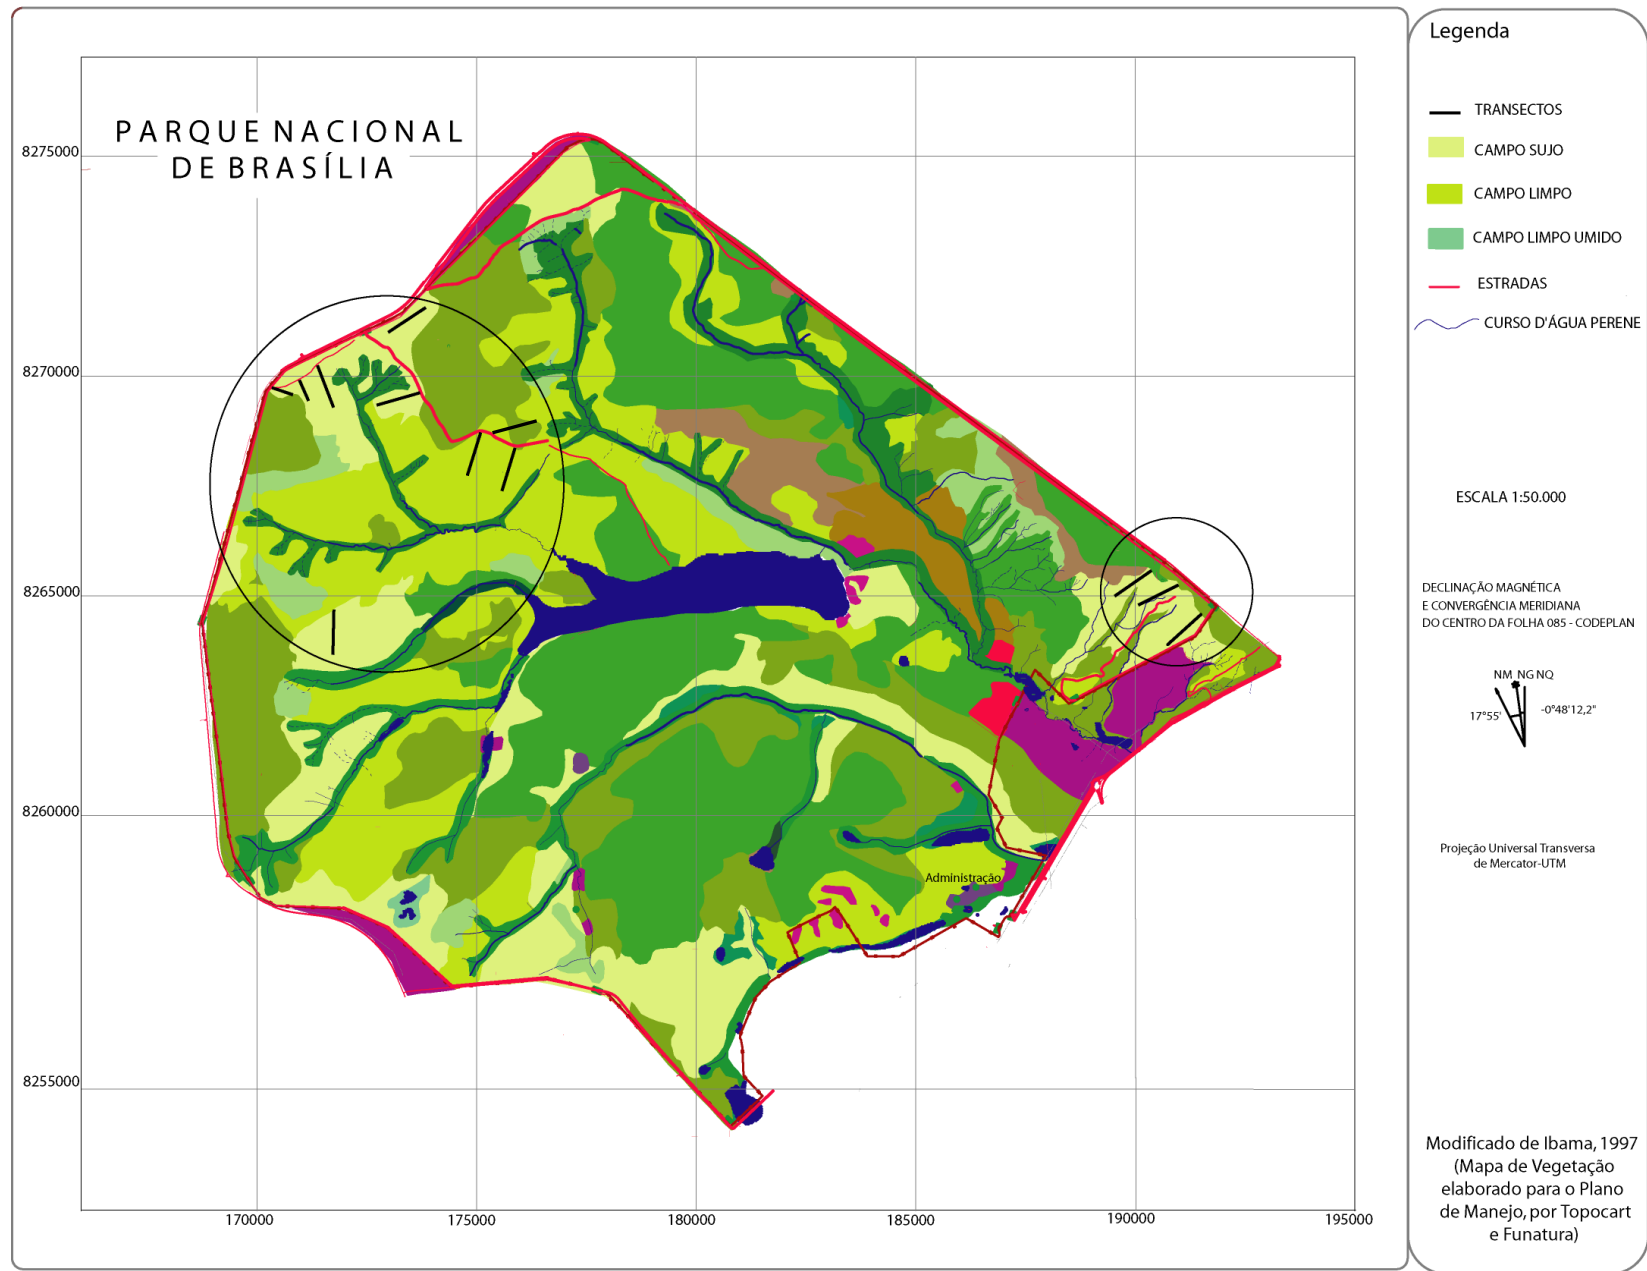 PARQUE NACIONAL
DE BRASÍLIA
8275000
8270000
8265000
8260000
8255000
170000
175000
180000
185000
190000
195000
Administração
Legenda
TRANSECTOS
CAMPO SUJO
CAMPO LIMPO
CAMPO LIMPO UMIDO
ESTRADAS
CURSO D'ÁGUA PERENE
ESCALA 1:50.000
DECLINAÇÃO MAGNÉTICA
E CONVERGÊNCIA MERIDIANA
DO CENTRO DA FOLHA 085 - CODEPLAN
NM NG NQ
17°55'
-0°48'12,2"
Projeção Universal Transversa
de Mercator-UTM
Modificado de Ibama, 1997
(Mapa de Vegetação
elaborado para o Plano
de Manejo, por Topocart
e Funatura)